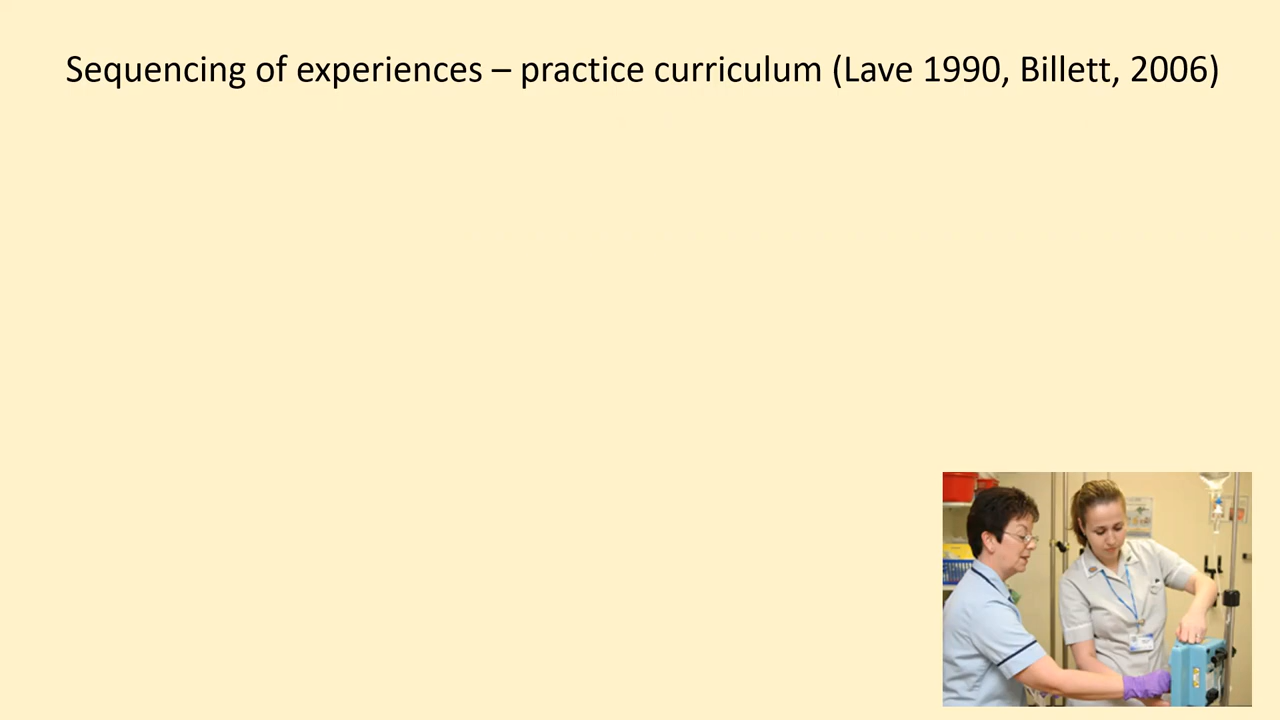 Sequencing of experiences – practice curriculum (Lave 1990, Billett, 2006)